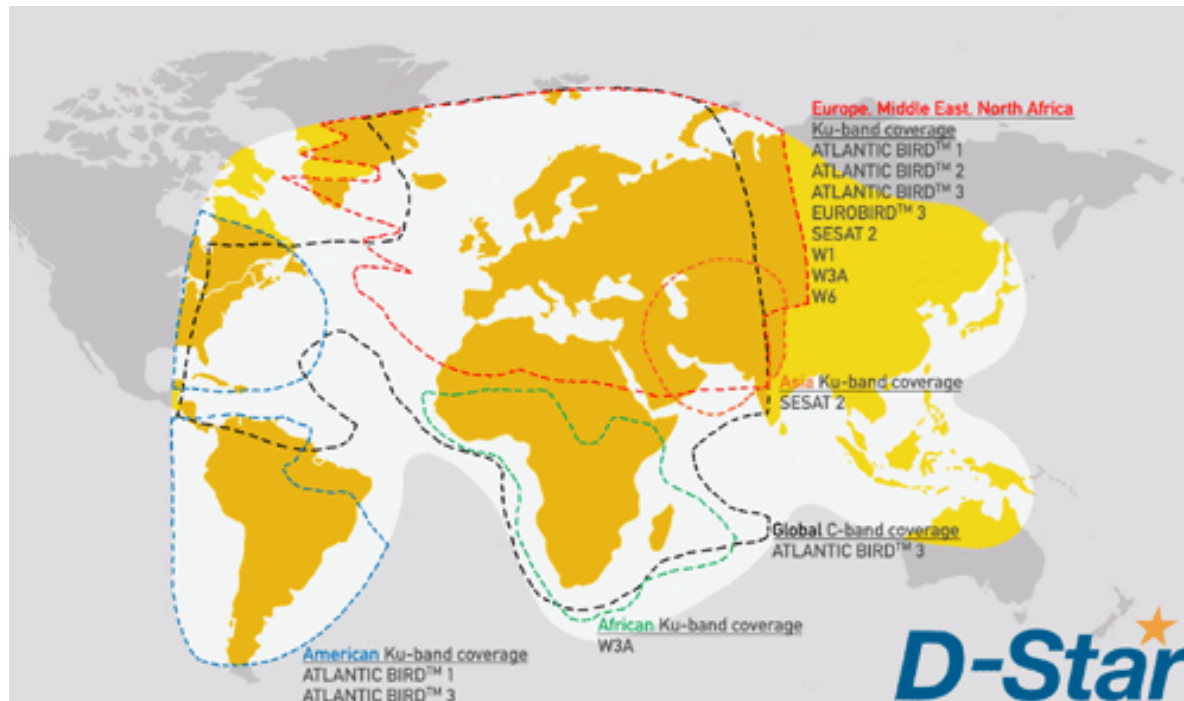 Europe, Middle East, North Africa
Ku-band coverage
ATLANTIC BIRD™ 1
ATLANTIC BIRD™ 2
ATLANTIC BIRD™ 3
EUROBIRD™ 3
SESAT 2
W1
W3A
W6
Asia Ku-band coverage
SESAT 2
Global C-band coverage
ATLANTIC BIRD™ 3
African Ku-band coverage
W3A
American Ku-band coverage
ATLANTIC BIRD™ 1
ATLANTIC BIRD™ 3
D-Star